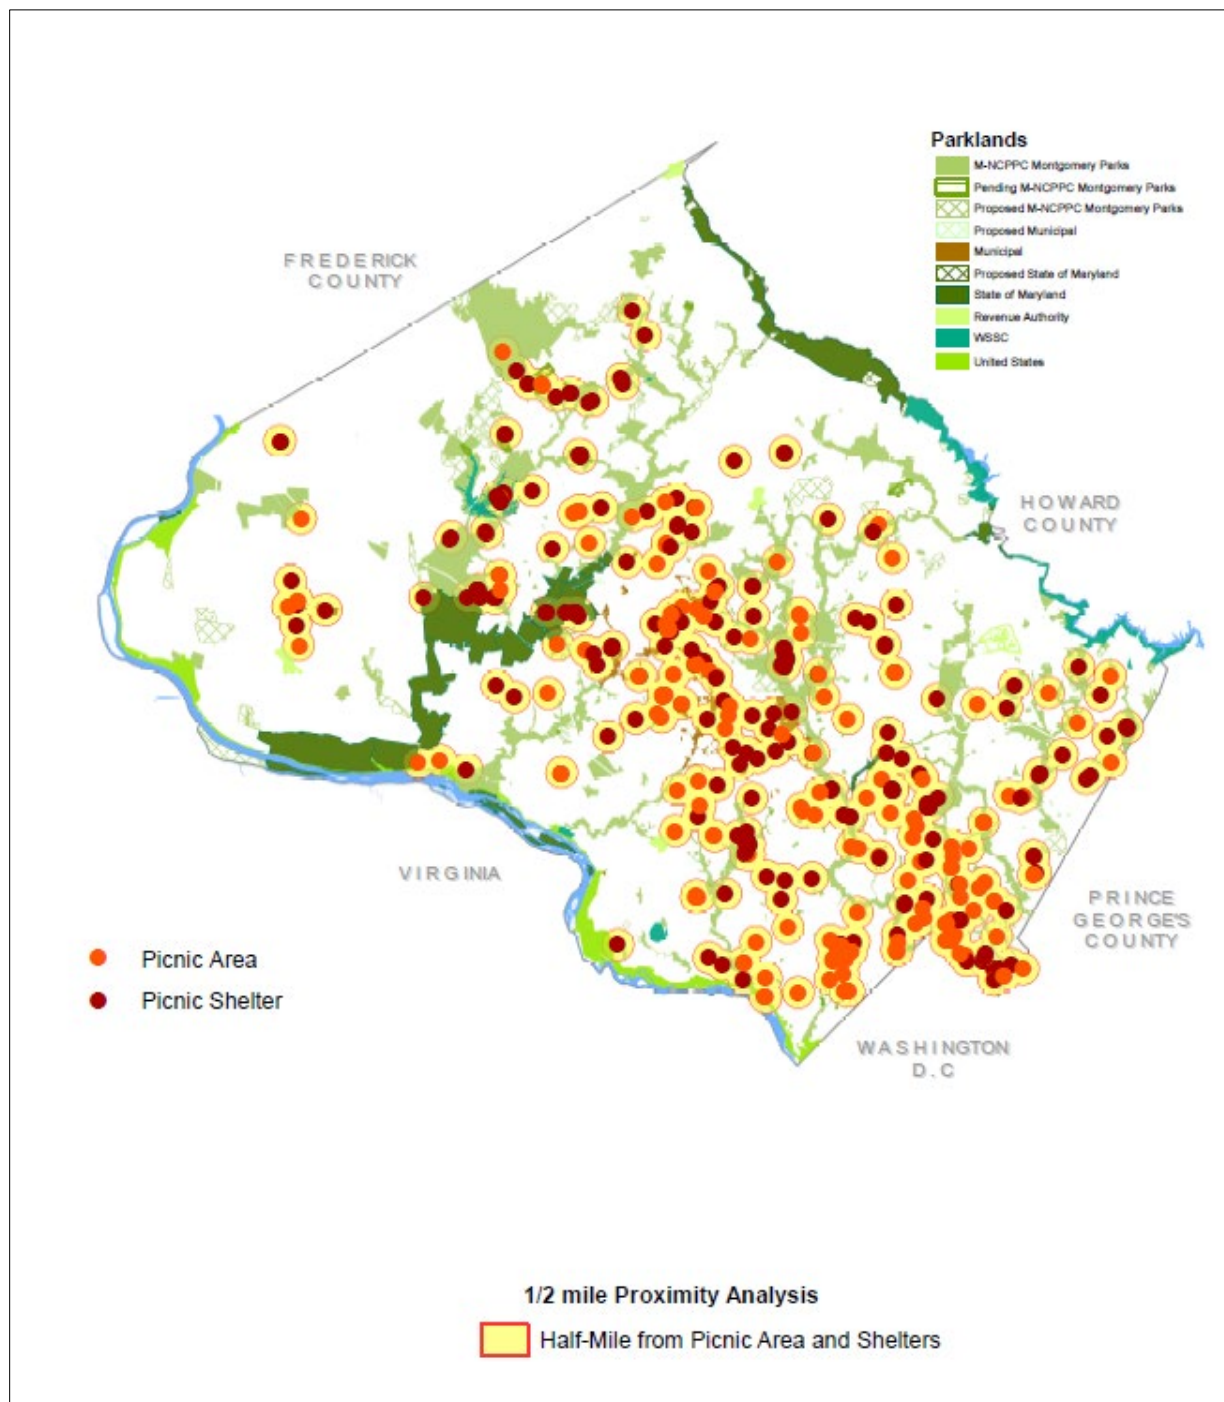 Parklands
M-NCPPC Montgomery Parks
Pending M-NCPPC Montgomery Parks
Proposed M-NCPPC Montgomery Parks
Proposed Municipal
Municipal
Proposed State of Maryland
State of Maryland
Revenue Authority
WSSC
United States
FREDERICK
COUNTY
HOWARD
COUNTY
VIRGINIA
PRINCE
GEORGE'S
COUNTY
Picnic Area
Picnic Shelter
WASHINGTON
D.C
1/2 mile Proximity Analysis
Half-Mile from Picnic Area and Shelters